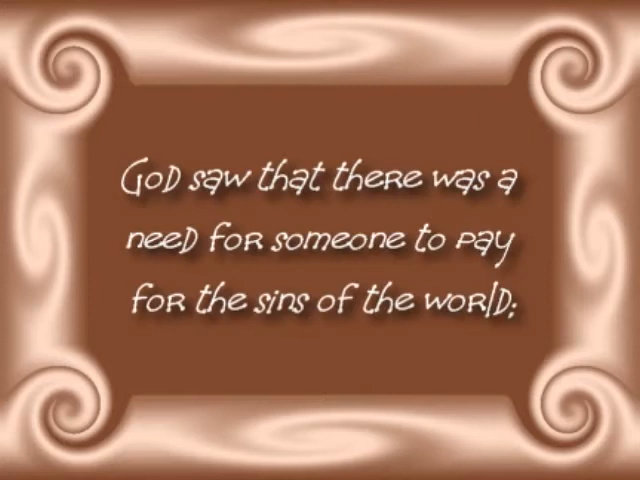 God saw that there was a
need for someone to pay
for the sins of the world;